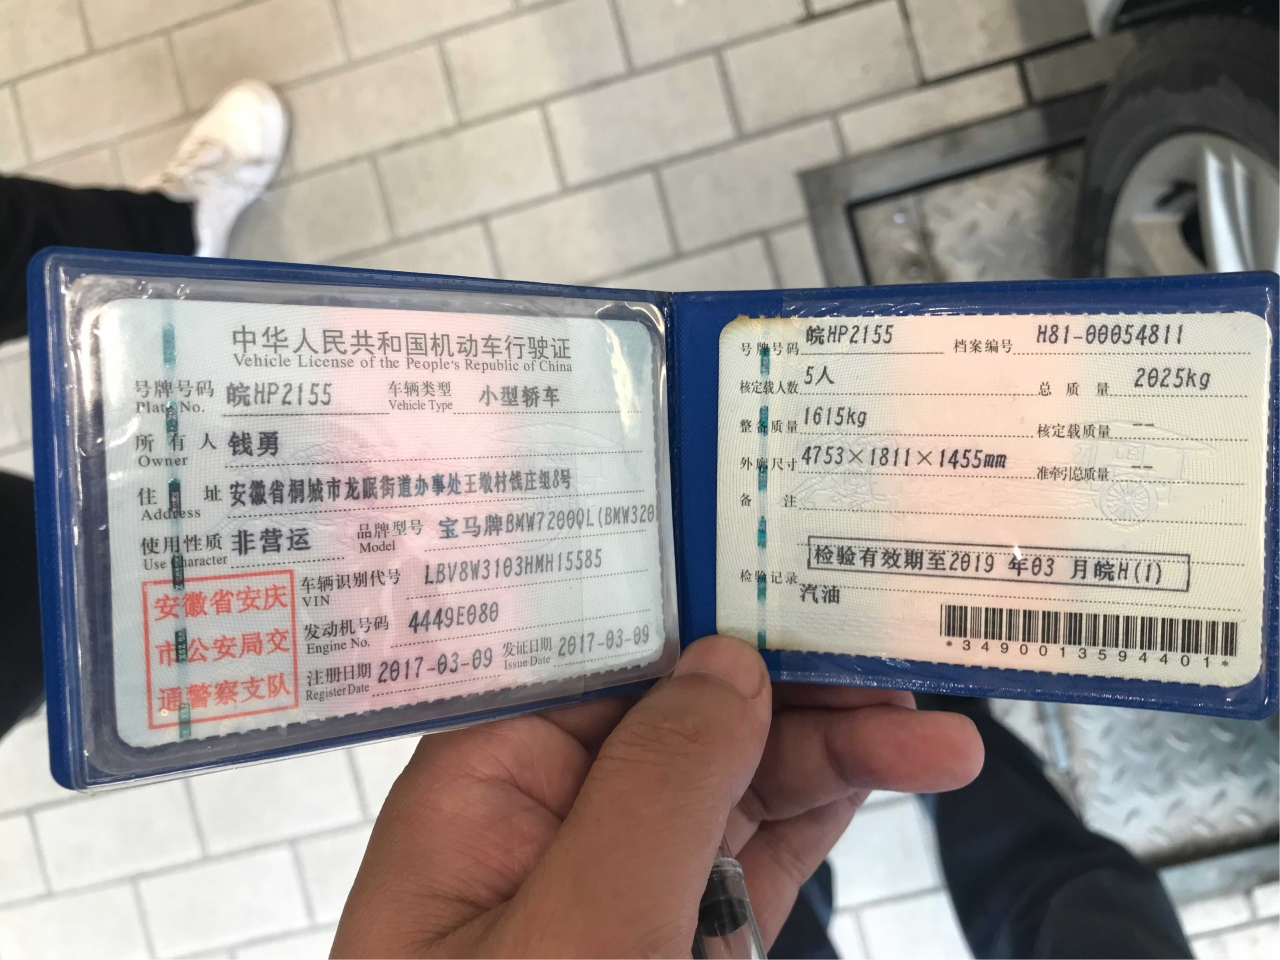 中华人民共和国机动车行驶证
Vehicle License of the People's Republic of China
号牌号码 皖HP2155 车辆类型 小型轿车
Plate No. Vehicle Type
所有人 钱勇
Owner
住址 安徽省桐城市龙眠街道办事处王墩村钱庄组8号
Address
使用性质 非营运 品牌型号 宝马牌BMW7200QL(BMW320
Use Character Model
安徽省安庆
市公安局交
通警察支队
车辆识别代号 LBV8W3103HMH15585
VIN
发动机号码 4449E080
Engine No.
注册日期 2017-03-09 发证日期 2017-03-09
Register Date Issue Date
号牌号码 皖HP2155 档案编号 H81-00054811
核定载人数 5人 总质量 2025kg
整备质量 1615kg 核定载质量 --
外廓尺寸 4753×1811×1455mm 准牵引总质量 --
备注
检验有效期至2019年03月皖H(1)
检验记录
汽油
*3490013594401*